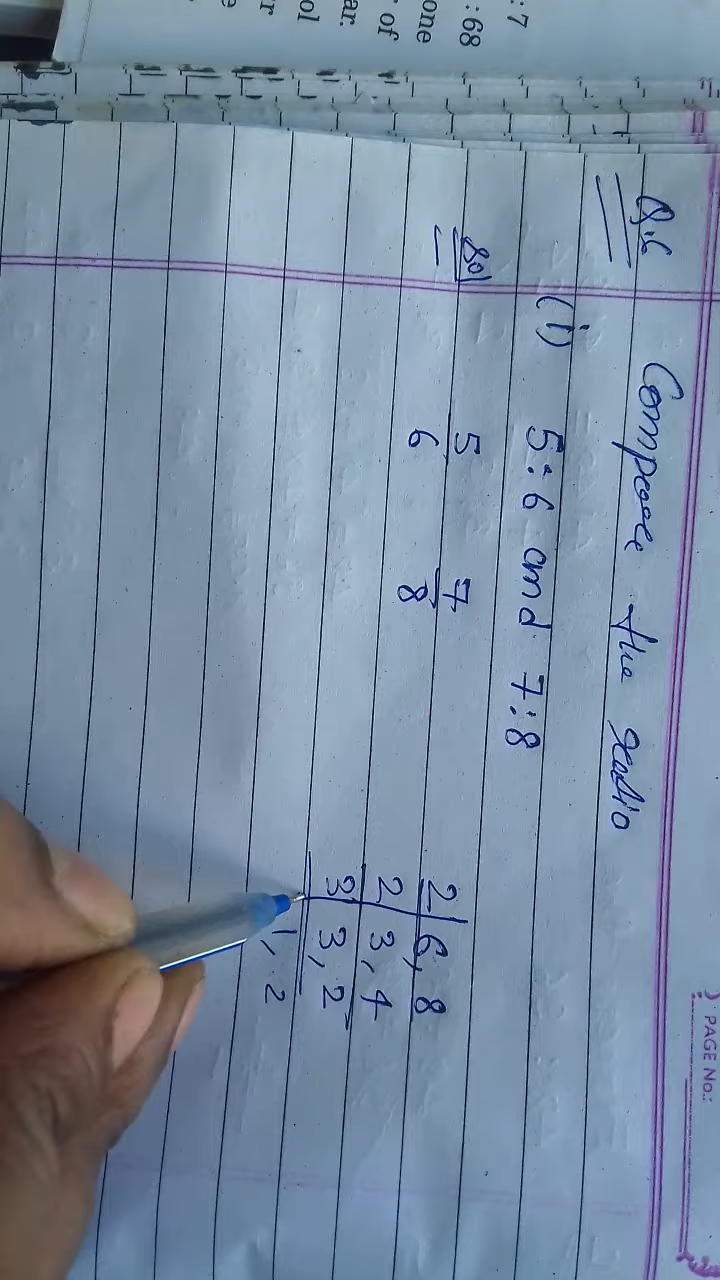 : 7
: 68
one
of
ar.
ol
r
e
PAGE No.:
Q.6 Compare the ratio
(i) 5:6 and 7:8
Sol 5/6 7/8
2 | 6, 8
2 | 3, 4
3 | 3, 2
1, 2